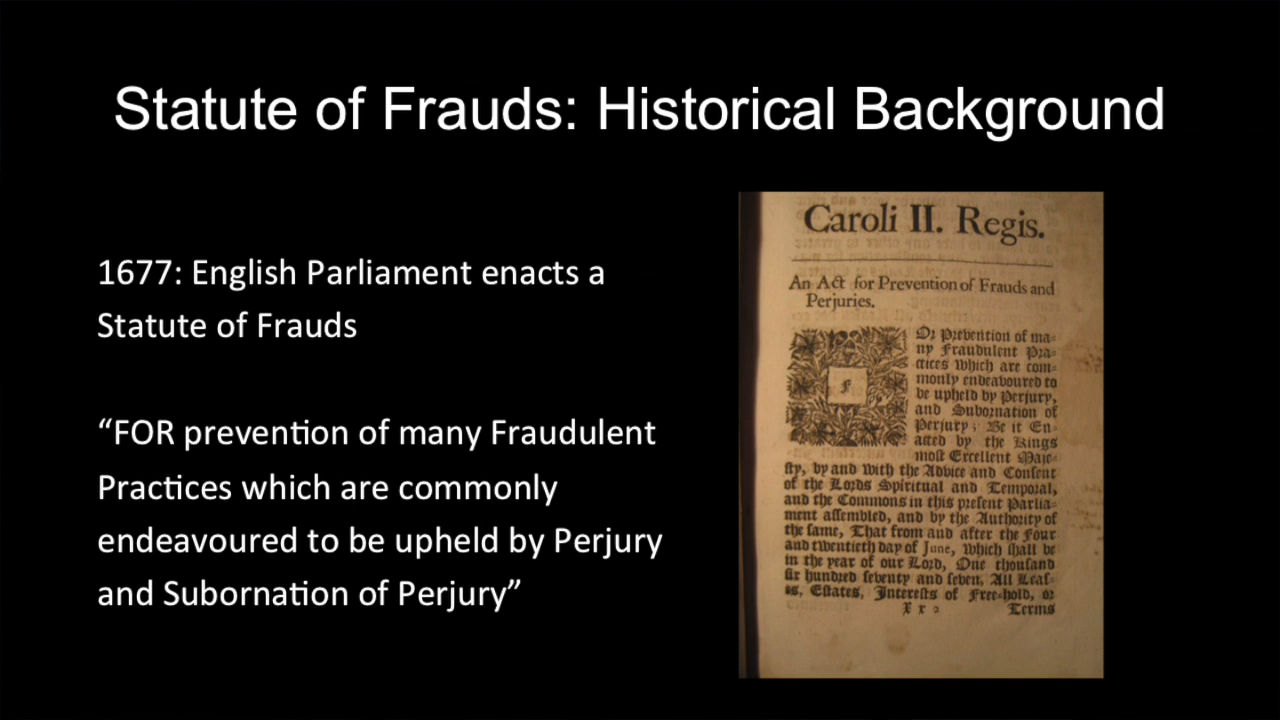 Statute of Frauds: Historical Background
1677: English Parliament enacts a
Statute of Frauds
“FOR prevention of many Fraudulent
Practices which are commonly
endeavoured to be upheld by Perjury
and Subornation of Perjury”
Caroli II. Regis.
An Act for Prevention of Frauds and
Perjuries.
F
Or Prevention of ma-
ny Fraudulent Pra-
ctices which are com-
monly endeavoured to
be upheld by Perjury,
and Subornation of
Perjury; Be it En-
acted by the Kings
most Excellent Maje-
sty, by and with the Advice and Consent
of the Lords Spiritual and Temporal,
and the Commons in this present Parlia-
ment assembled, and by the Authority of
the same, That from and after the Four
and twentieth day of June, which shall be
in the year of our Lord, One thousand
six hundred seventy and seven, All Leas-
es, Estates, Interests of Free-hold, or
X x 2
Terms